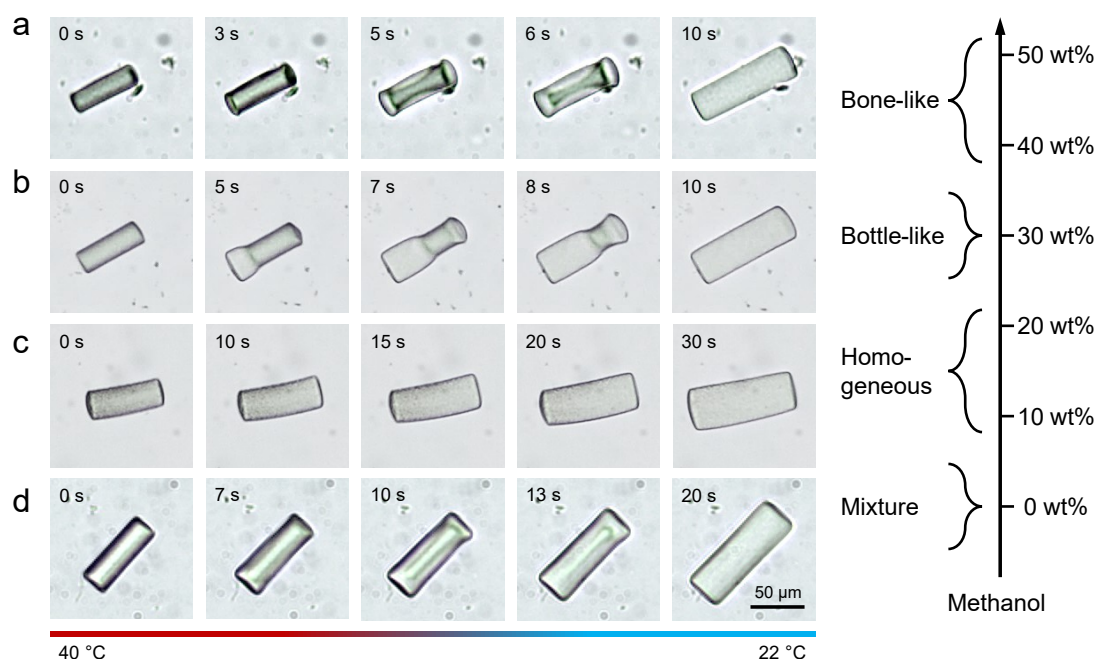 a
0 s
3 s
5 s
6 s
10 s
b
0 s
5 s
7 s
8 s
10 s
c
0 s
10 s
15 s
20 s
30 s
d
0 s
7 s
10 s
13 s
20 s
50 µm
40 °C
22 °C
Bone-like
Bottle-like
Homo-
geneous
Mixture
50 wt%
40 wt%
30 wt%
20 wt%
10 wt%
0 wt%
Methanol